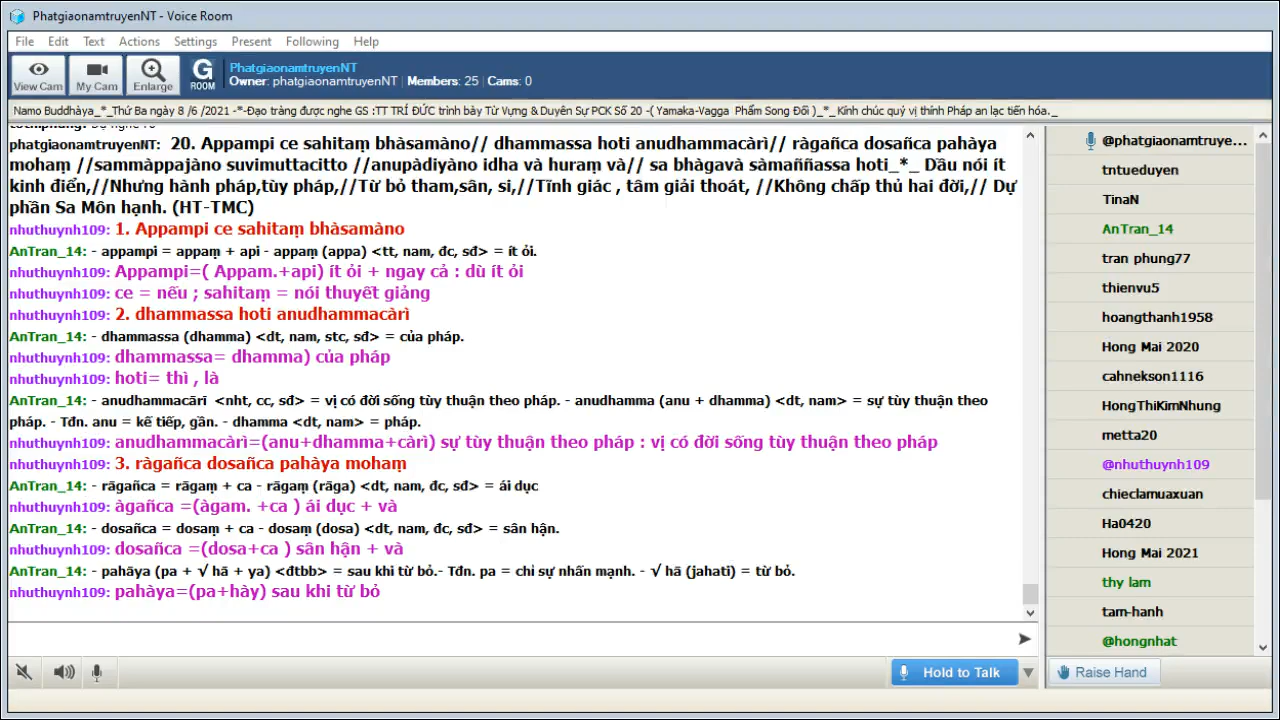 PhatgiaonamtruyenNT - Voice Room
File Edit Text Actions Settings Present Following Help
View Cam My Cam Enlarge G ROOM
PhatgiaonamtruyenNT
Owner: phatgiaonamtruyenNT | Members: 25 | Cams: 0
Namo Buddhàya_*_Thứ Ba ngày 8 /6 /2021 -*-Đạo tràng được nghe GS :TT TRÍ ĐỨC trình bày Từ Vựng & Duyên Sự PCK Số 20 -( Yamaka-Vagga Phẩm Song Đối )_*_Kính chúc quý vị thính Pháp an lạc tiến hóa._
phatgiaonamtruyenNT: 20. Appampi ce sahitaṃ bhàsamàno// dhammassa hoti anudhammacàrì// ràgañca dosañca pahàya
mohaṃ //sammàppajàno suvimuttacitto //anupàdiyàno idha và huraṃ và// sa bhàgavà sàmaññassa hoti_*_ Dầu nói ít
kinh điển,//Nhưng hành pháp,tùy pháp,//Từ bỏ tham,sân, si,//Tĩnh giác , tâm giải thoát, //Không chấp thủ hai đời,// Dự
phần Sa Môn hạnh. (HT-TMC)
nhuthuynh109: 1. Appampi ce sahitaṃ bhàsamàno
AnTran_14: - appampi = appaṃ + api - appaṃ (appa) <tt, nam, đc, sđ> = ít ỏi.
nhuthuynh109: Appampi=( Appam.+api) ít ỏi + ngay cả : dù ít ỏi
nhuthuynh109: ce = nếu ; sahitaṃ = nói thuyết giảng
nhuthuynh109: 2. dhammassa hoti anudhammacàrì
AnTran_14: - dhammassa (dhamma) <dt, nam, stc, sđ> = của pháp.
nhuthuynh109: dhammassa= dhamma) của pháp
nhuthuynh109: hoti= thì , là
AnTran_14: - anudhammacārī <nht, cc, sđ> = vị có đời sống tùy thuận theo pháp. - anudhamma (anu + dhamma) <dt, nam> = sự tùy thuận theo
pháp. - Tđn. anu = kế tiếp, gần. - dhamma <dt, nam> = pháp.
nhuthuynh109: anudhammacàrì=(anu+dhamma+càrì) sự tùy thuận theo pháp : vị có đời sống tùy thuận theo pháp
nhuthuynh109: 3. ràgañca dosañca pahàya mohaṃ
AnTran_14: - rāgañca = rāgaṃ + ca - rāgaṃ (rāga) <dt, nam, đc, sđ> = ái dục
nhuthuynh109: àgañca =(àgam. +ca ) ái dục + và
AnTran_14: - dosañca = dosaṃ + ca - dosaṃ (dosa) <dt, nam, đc, sđ> = sân hận.
nhuthuynh109: dosañca =(dosa+ca ) sân hận + và
AnTran_14: - pahāya (pa + √ hā + ya) <đtbb> = sau khi từ bỏ.- Tđn. pa = chỉ sự nhấn mạnh. - √ hā (jahati) = từ bỏ.
nhuthuynh109: pahàya=(pa+hày) sau khi từ bỏ
@phatgiaonamtruye...
tntueduyen
TinaN
AnTran_14
tran phung77
thienvu5
hoangthanh1958
Hong Mai 2020
cahnekson1116
HongThiKimNhung
metta20
@nhuthuynh109
chieclamuaxuan
Ha0420
Hong Mai 2021
thy lam
tam-hanh
@hongnhat
Hold to Talk
Raise Hand